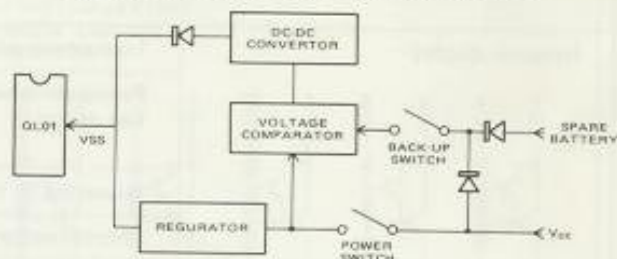 DC-DC
CONVERTOR
QL01
VSS
VOLTAGE
COMPARATOR
BACK-UP
SWITCH
SPARE
BATTERY
REGURATOR
POWER
SWITCH
Vcc